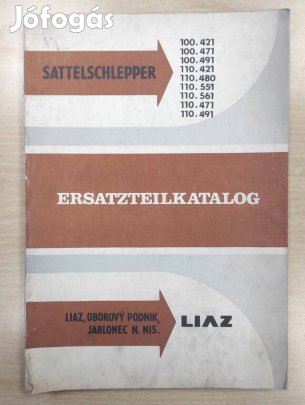 Jófogás
SATTELSCHLEPPER
100.421
100.471
100.491
110.421
110.480
110.551
110.561
110.471
110.491
ERSATZTEILKATALOG
LIAZ, OBOROVÝ PODNIK,
JABLONEC N. NIS.
LIAZ